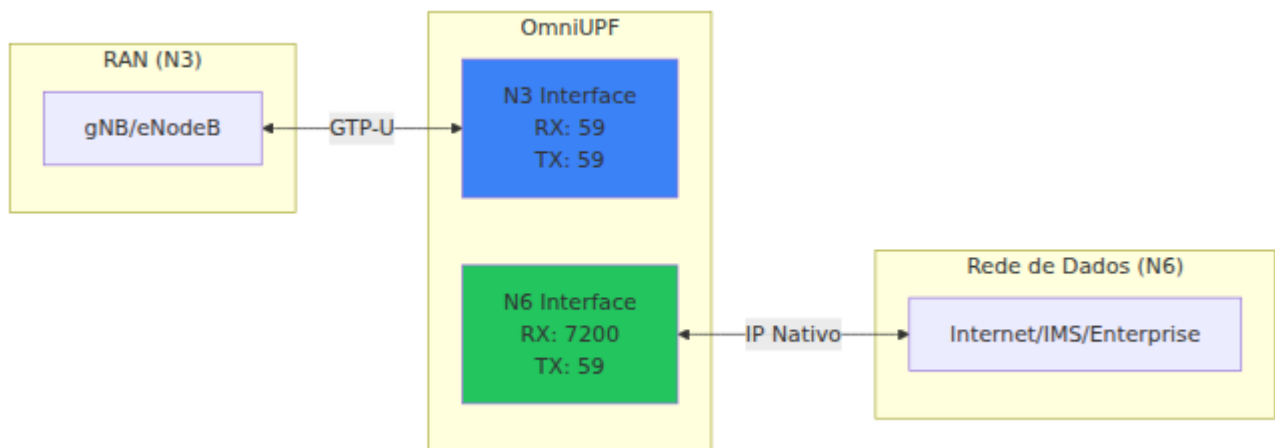 RAN (N3)
gNB/eNodeB
GTP-U
OmniUPF
N3 Interface
RX: 59
TX: 59
N6 Interface
RX: 7200
TX: 59
IP Nativo
Rede de Dados (N6)
Internet/IMS/Enterprise